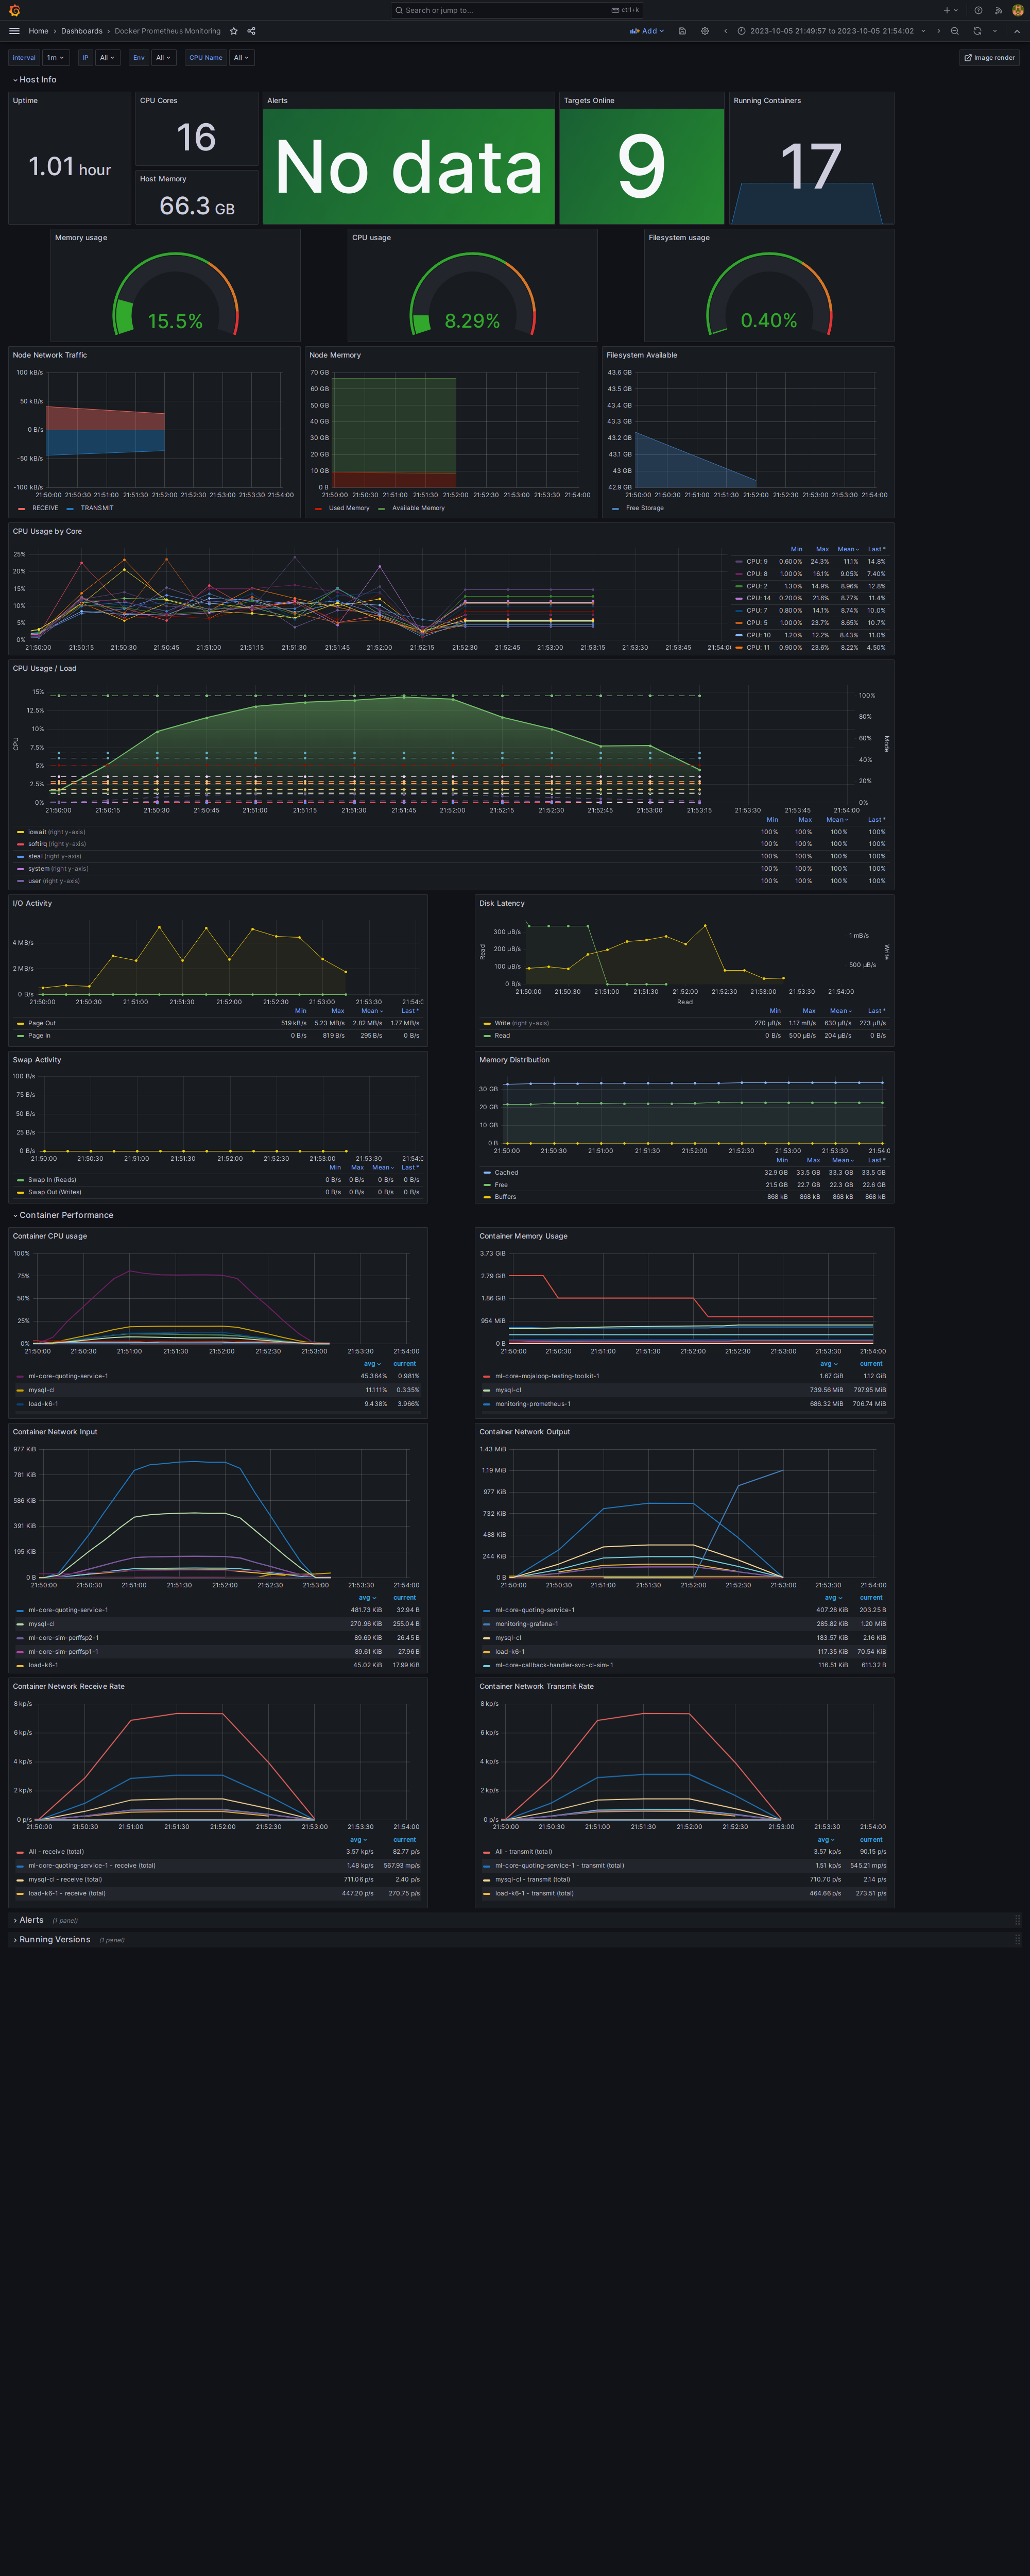 Search or jump to... ctrl+k
Home › Dashboards › Docker Prometheus Monitoring
Add 2023-10-05 21:49:57 to 2023-10-05 21:54:02
Interval 1m IP All Env All CPU Name All Image render
Host Info
Uptime
1.01 hour
CPU Cores
16
Host Memory
66.3 GB
Alerts
No data
Targets Online
9
Running Containers
17
Memory usage
15.5%
CPU usage
8.29%
Filesystem usage
0.40%
Node Network Traffic
100 kB/s
50 kB/s
0 B/s
-50 kB/s
-100 kB/s
21:50:00 21:50:30 21:51:00 21:51:30 21:52:00 21:52:30 21:53:00 21:53:30 21:54:00
RECEIVE TRANSMIT
Node Mermory
70 GB
60 GB
50 GB
40 GB
30 GB
20 GB
10 GB
0 B
21:50:00 21:50:30 21:51:00 21:51:30 21:52:00 21:52:30 21:53:00 21:53:30 21:54:00
Used Memory Available Memory
Filesystem Available
43.6 GB
43.5 GB
43.4 GB
43.3 GB
43.2 GB
43.1 GB
43 GB
42.9 GB
21:50:00 21:50:30 21:51:00 21:51:30 21:52:00 21:52:30 21:53:00 21:53:30 21:54:00
Free Storage
CPU Usage by Core
25%
20%
15%
10%
5%
0%
21:50:00 21:50:15 21:50:30 21:50:45 21:51:00 21:51:15 21:51:30 21:51:45 21:52:00 21:52:15 21:52:30 21:52:45 21:53:00 21:53:15 21:53:30 21:53:45 21:54:0
Min Max Mean Last *
CPU: 9 0.600% 24.3% 11.1% 14.8%
CPU: 8 1.000% 16.1% 9.05% 7.40%
CPU: 2 1.30% 14.9% 8.96% 12.8%
CPU: 14 0.200% 21.6% 8.77% 11.4%
CPU: 7 0.800% 14.1% 8.74% 10.0%
CPU: 5 1.000% 23.7% 8.65% 10.7%
CPU: 10 1.20% 12.2% 8.43% 11.0%
CPU: 11 0.900% 23.6% 8.22% 4.50%
CPU Usage / Load
CPU
15%
12.5%
10%
7.5%
5%
2.5%
0%
Mode
100%
80%
60%
40%
20%
0%
21:50:00 21:50:15 21:50:30 21:50:45 21:51:00 21:51:15 21:51:30 21:51:45 21:52:00 21:52:15 21:52:30 21:52:45 21:53:00 21:53:15 21:53:30 21:53:45 21:54:00
Min Max Mean Last *
iowait (right y-axis) 100% 100% 100% 100%
softirq (right y-axis) 100% 100% 100% 100%
steal (right y-axis) 100% 100% 100% 100%
system (right y-axis) 100% 100% 100% 100%
user (right y-axis) 100% 100% 100% 100%
I/O Activity
4 MB/s
2 MB/s
0 B/s
21:50:00 21:50:30 21:51:00 21:51:30 21:52:00 21:52:30 21:53:00 21:53:30 21:54:0
Min Max Mean Last *
Page Out 519 kB/s 5.23 MB/s 2.82 MB/s 1.77 MB/s
Page In 0 B/s 819 B/s 295 B/s 0 B/s
Disk Latency
Read
300 µB/s
200 µB/s
100 µB/s
0 B/s
Write
1 mB/s
500 µB/s
21:50:00 21:50:30 21:51:00 21:51:30 21:52:00 21:52:30 21:53:00 21:53:30 21:54:00
Read
Min Max Mean Last *
Write (right y-axis) 270 µB/s 1.17 mB/s 630 µB/s 273 µB/s
Read 0 B/s 500 µB/s 204 µB/s 0 B/s
Swap Activity
100 B/s
75 B/s
50 B/s
25 B/s
0 B/s
21:50:00 21:50:30 21:51:00 21:51:30 21:52:00 21:52:30 21:53:00 21:53:30 21:54:0
Min Max Mean Last *
Swap In (Reads) 0 B/s 0 B/s 0 B/s 0 B/s
Swap Out (Writes) 0 B/s 0 B/s 0 B/s 0 B/s
Memory Distribution
30 GB
20 GB
10 GB
0 B
21:50:00 21:50:30 21:51:00 21:51:30 21:52:00 21:52:30 21:53:00 21:53:30 21:54:0
Min Max Mean Last *
Cached 32.9 GB 33.5 GB 33.3 GB 33.5 GB
Free 21.5 GB 22.7 GB 22.3 GB 22.6 GB
Buffers 868 kB 868 kB 868 kB 868 kB
Container Performance
Container CPU usage
100%
75%
50%
25%
0%
21:50:00 21:50:30 21:51:00 21:51:30 21:52:00 21:52:30 21:53:00 21:53:30 21:54:00
avg current
ml-core-quoting-service-1 45.364% 0.981%
mysql-cl 11.111% 0.335%
load-k6-1 9.438% 3.966%
Container Memory Usage
3.73 GiB
2.79 GiB
1.86 GiB
954 MiB
0 B
21:50:00 21:50:30 21:51:00 21:51:30 21:52:00 21:52:30 21:53:00 21:53:30 21:54:00
avg current
ml-core-mojaloop-testing-toolkit-1 1.67 GiB 1.12 GiB
mysql-cl 739.56 MiB 797.95 MiB
monitoring-prometheus-1 686.32 MiB 706.74 MiB
Container Network Input
977 KiB
781 KiB
586 KiB
391 KiB
195 KiB
0 B
21:50:00 21:50:30 21:51:00 21:51:30 21:52:00 21:52:30 21:53:00 21:53:30 21:54:00
avg current
ml-core-quoting-service-1 481.73 KiB 32.94 B
mysql-cl 270.96 KiB 255.04 B
ml-core-sim-perffsp2-1 89.69 KiB 26.45 B
ml-core-sim-perffsp1-1 89.61 KiB 27.96 B
load-k6-1 45.02 KiB 17.99 KiB
Container Network Output
1.43 MiB
1.19 MiB
977 KiB
732 KiB
488 KiB
244 KiB
0 B
21:50:00 21:50:30 21:51:00 21:51:30 21:52:00 21:52:30 21:53:00 21:53:30 21:54:00
avg current
ml-core-quoting-service-1 407.28 KiB 203.25 B
monitoring-grafana-1 285.82 KiB 1.20 MiB
mysql-cl 183.57 KiB 2.16 KiB
load-k6-1 117.35 KiB 70.54 KiB
ml-core-callback-handler-svc-cl-sim-1 116.51 KiB 611.32 B
Container Network Receive Rate
8 kp/s
6 kp/s
4 kp/s
2 kp/s
0 p/s
21:50:00 21:50:30 21:51:00 21:51:30 21:52:00 21:52:30 21:53:00 21:53:30 21:54:00
avg current
All - receive (total) 3.57 kp/s 82.77 p/s
ml-core-quoting-service-1 - receive (total) 1.48 kp/s 567.93 mp/s
mysql-cl - receive (total) 711.06 p/s 2.40 p/s
load-k6-1 - receive (total) 447.20 p/s 270.75 p/s
Container Network Transmit Rate
8 kp/s
6 kp/s
4 kp/s
2 kp/s
0 p/s
21:50:00 21:50:30 21:51:00 21:51:30 21:52:00 21:52:30 21:53:00 21:53:30 21:54:00
avg current
All - transmit (total) 3.57 kp/s 90.15 p/s
ml-core-quoting-service-1 - transmit (total) 1.51 kp/s 545.21 mp/s
mysql-cl - transmit (total) 710.70 p/s 2.14 p/s
load-k6-1 - transmit (total) 464.66 p/s 273.51 p/s
Alerts (1 panel)
Running Versions (1 panel)